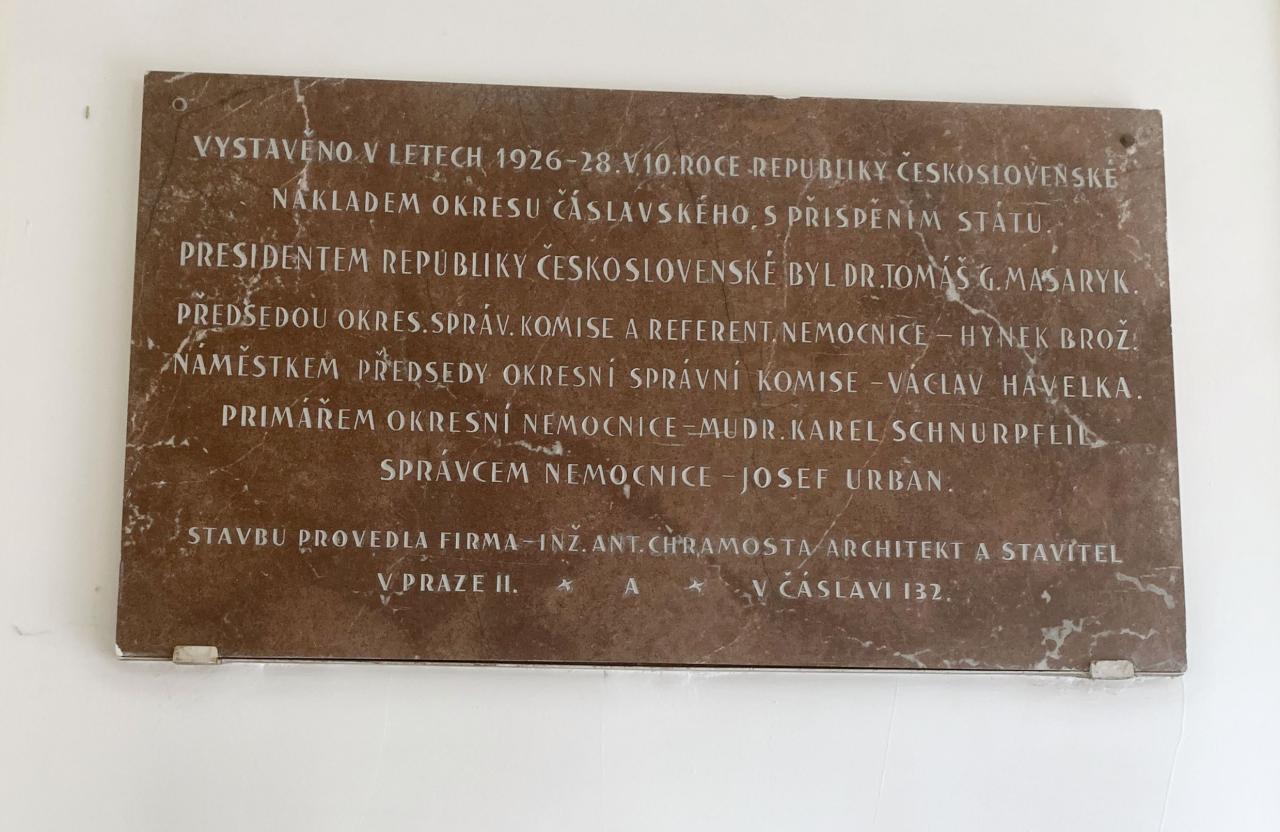 VYSTAVĚNO V LETECH 1926-28. V 10. ROCE REPUBLIKY ČESKOSLOVENSKÉ
NÁKLADEM OKRESU ČÁSLAVSKÉHO, S PŘISPĚNÍM STÁTU.
PRESIDENTEM REPUBLIKY ČESKOSLOVENSKÉ BYL DR. TOMÁŠ G. MASARYK.
PŘEDSEDOU OKRES. SPRÁV. KOMISE A REFERENT. NEMOCNICE – HYNEK BROŽ.
NÁMĚSTKEM PŘEDSEDY OKRESNÍ SPRÁVNÍ KOMISE – VÁCLAV HAVELKA.
PRIMÁŘEM OKRESNÍ NEMOCNICE – MUDR. KAREL SCHNURPFEIL.
SPRÁVCEM NEMOCNICE – JOSEF URBAN.
STAVBU PROVEDLA FIRMA – INŽ. ANT. CHRAMOSTA ARCHITEKT A STAVITEL
V PRAZE II. * A * V ČÁSLAVI 132.